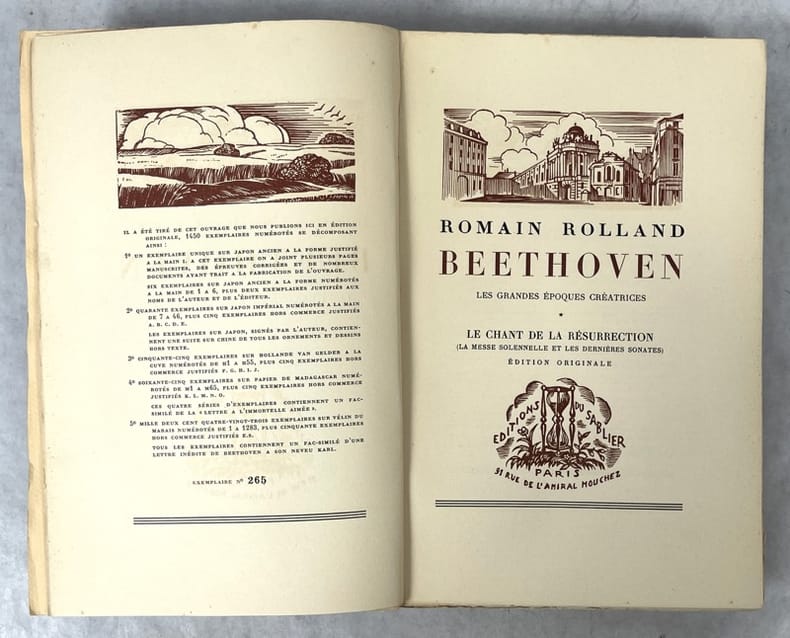 IL A ÉTÉ TIRÉ DE CET OUVRAGE QUE NOUS PUBLIONS ICI EN ÉDITION
ORIGINALE, 1450 EXEMPLAIRES NUMÉROTÉS SE DÉCOMPOSANT
AINSI :
1º UN EXEMPLAIRE UNIQUE SUR JAPON ANCIEN A LA FORME JUSTIFIÉ
A LA MAIN I. A CET EXEMPLAIRE ON A JOINT PLUSIEURS PAGES
MANUSCRITES, DES ÉPREUVES CORRIGÉES ET DE NOMBREUX
DOCUMENTS AYANT TRAIT A LA FABRICATION DE L'OUVRAGE.
SIX EXEMPLAIRES SUR JAPON ANCIEN A LA FORME NUMÉROTÉS
A LA MAIN DE 1 A 6, PLUS DEUX EXEMPLAIRES JUSTIFIÉS AUX
NOMS DE L'AUTEUR ET DE L'ÉDITEUR.
2º QUARANTE EXEMPLAIRES SUR JAPON IMPÉRIAL NUMÉROTÉS A LA MAIN
DE 7 A 46, PLUS CINQ EXEMPLAIRES HORS COMMERCE JUSTIFIÉS
A. B. C. D. E.
LES EXEMPLAIRES SUR JAPON, SIGNÉS PAR L'AUTEUR, CONTIEN-
NENT UNE SUITE SUR CHINE DE TOUS LES ORNEMENTS ET DESSINS
HORS TEXTE.
3º CINQUANTE-CINQ EXEMPLAIRES SUR HOLLANDE VAN GELDER A LA
CUVE NUMÉROTÉS DE H1 A H55, PLUS CINQ EXEMPLAIRES HORS
COMMERCE JUSTIFIÉS F. G. H. I. J.
4º SOIXANTE-CINQ EXEMPLAIRES SUR PAPIER DE MADAGASCAR NUMÉ-
ROTÉS DE M1 A M65, PLUS CINQ EXEMPLAIRES HORS COMMERCE
JUSTIFIÉS K. L. M. N. O.
CES QUATRE SÉRIES D'EXEMPLAIRES CONTIENNENT UN FAC-
SIMILÉ DE LA « LETTRE A L'IMMORTELLE AIMÉE ».
5º MILLE DEUX CENT QUATRE-VINGT-TROIS EXEMPLAIRES SUR VÉLIN DU
MARAIS NUMÉROTÉS DE 1 A 1283, PLUS CINQUANTE EXEMPLAIRES
HORS COMMERCE JUSTIFIÉS E.S.
TOUS LES EXEMPLAIRES CONTIENNENT UN FAC-SIMILÉ D'UNE
LETTRE INÉDITE DE BEETHOVEN A SON NEVEU KARL.
EXEMPLAIRE Nº 265
ROMAIN ROLLAND
BEETHOVEN
LES GRANDES ÉPOQUES CRÉATRICES
*
LE CHANT DE LA RÉSURRECTION
(LA MESSE SOLENNELLE ET LES DERNIÈRES SONATES)
ÉDITION ORIGINALE
EDITIONS DU SABLIER
PARIS
31 RUE DE L'AMIRAL MOUCHEZ